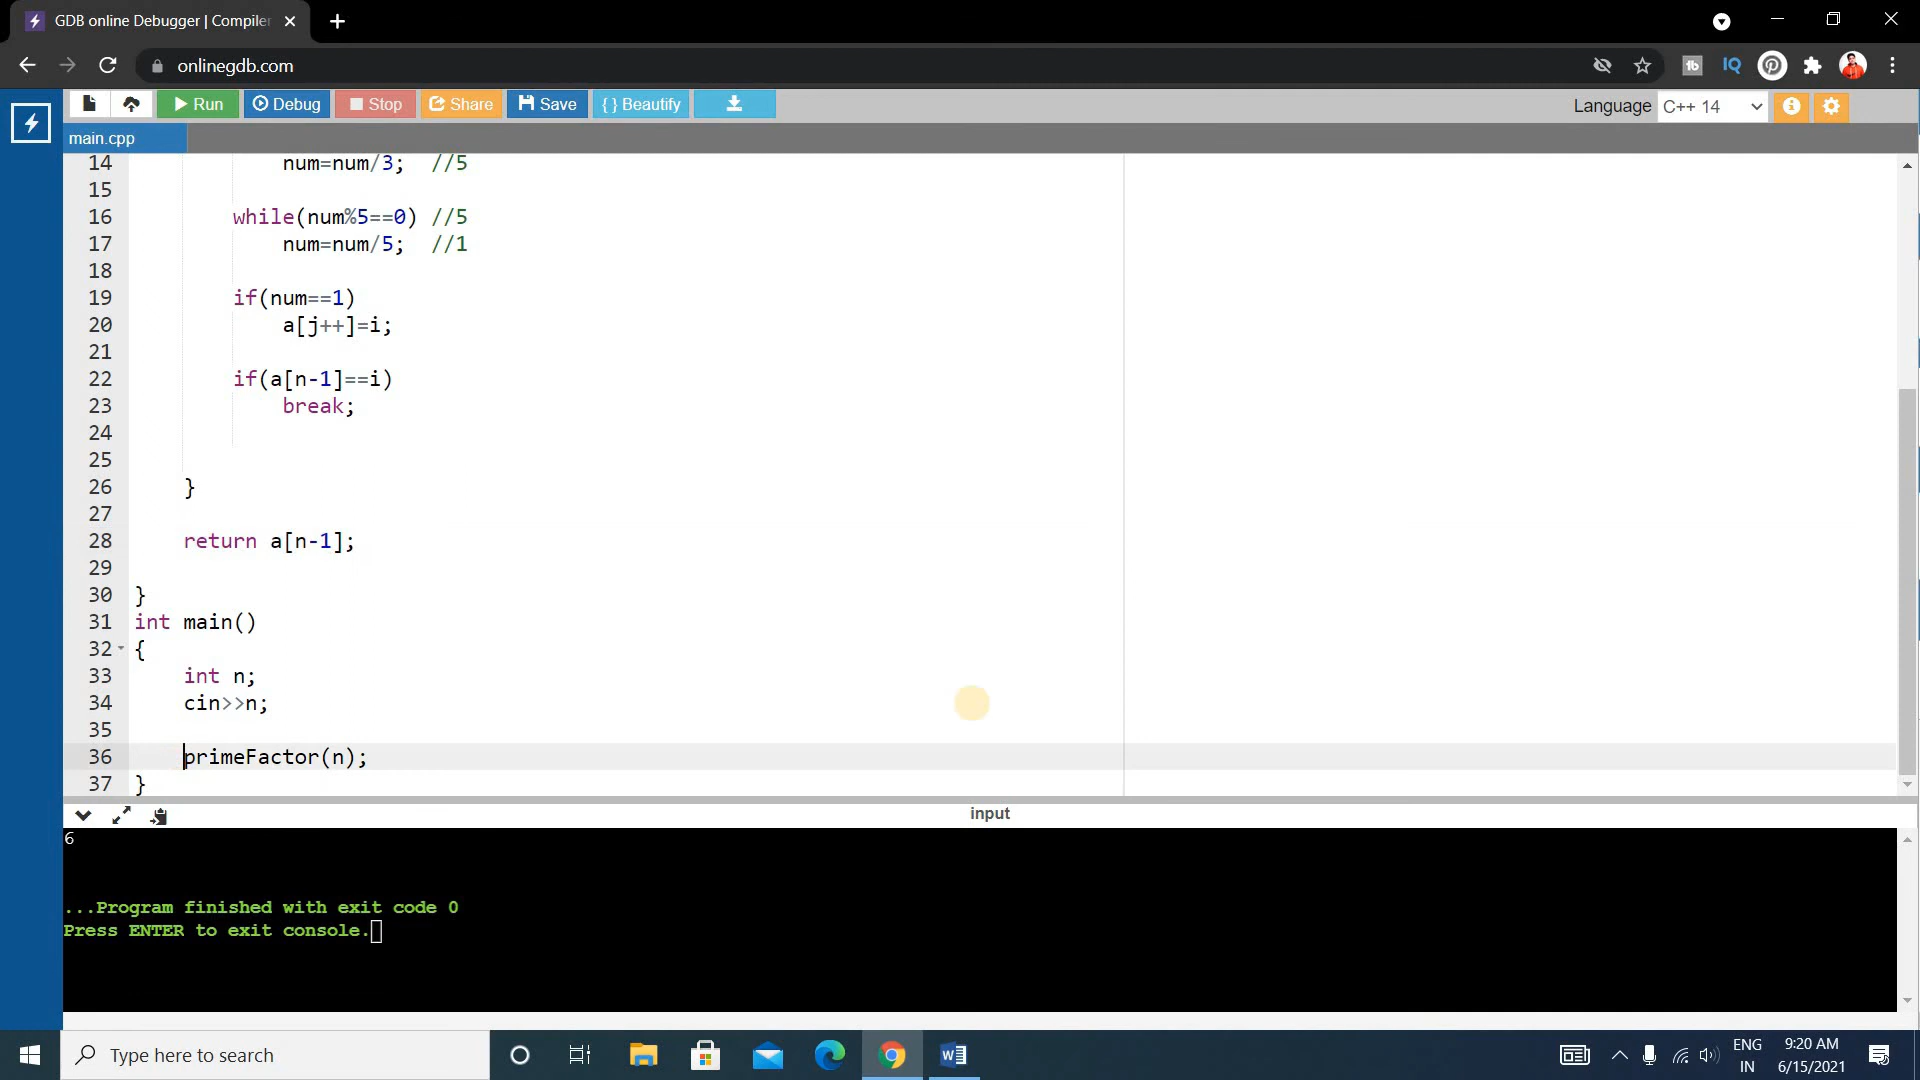 GDB online Debugger | Compiler
onlinegdb.com
Run Debug Stop Share Save { } Beautify Language C++ 14
main.cpp
14 num=num/3; //5
15
16 while(num%5==0) //5
17 num=num/5; //1
18
19 if(num==1)
20 a[j++]=i;
21
22 if(a[n-1]==i)
23 break;
24
25
26 }
27
28 return a[n-1];
29
30 }
31 int main()
32 {
33 int n;
34 cin>>n;
35
36 primeFactor(n);
37 }
input
6
...Program finished with exit code 0
Press ENTER to exit console.
Type here to search
ENG 9:20 AM
IN 6/15/2021